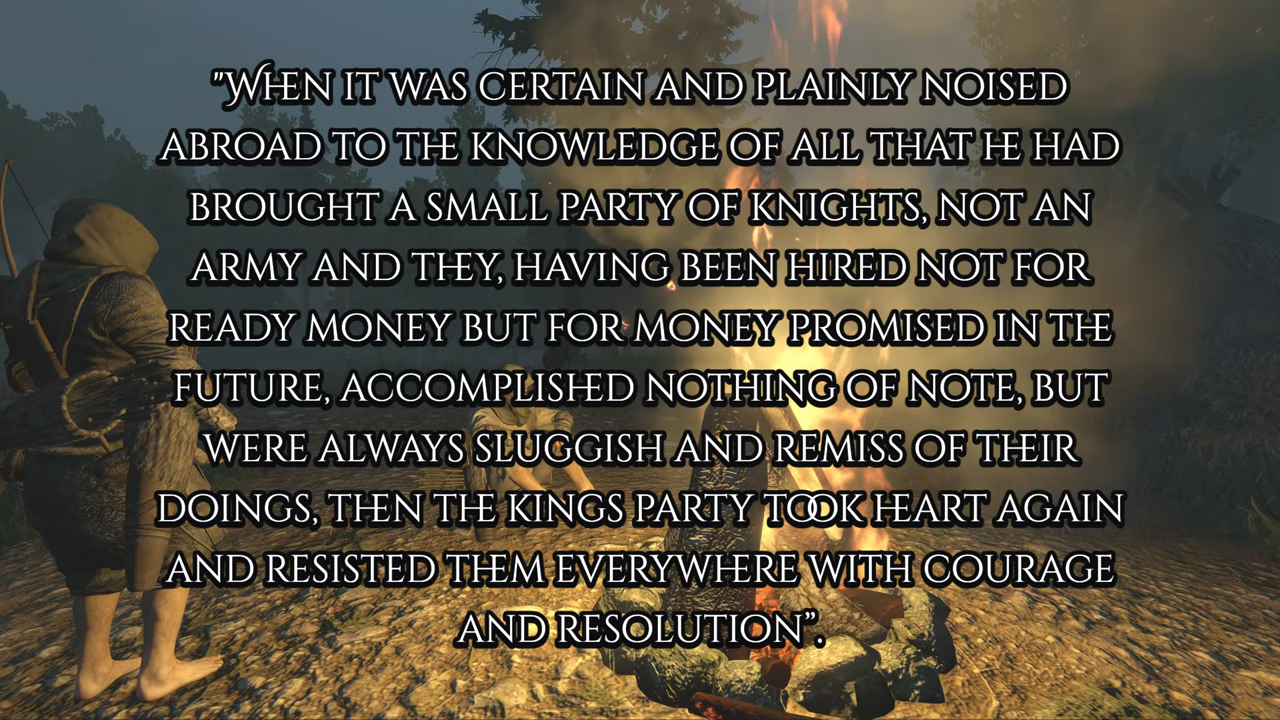 "WHEN IT WAS CERTAIN AND PLAINLY NOISED
ABROAD TO THE KNOWLEDGE OF ALL THAT HE HAD
BROUGHT A SMALL PARTY OF KNIGHTS, NOT AN
ARMY AND THEY, HAVING BEEN HIRED NOT FOR
READY MONEY BUT FOR MONEY PROMISED IN THE
FUTURE, ACCOMPLISHED NOTHING OF NOTE, BUT
WERE ALWAYS SLUGGISH AND REMISS OF THEIR
DOINGS, THEN THE KINGS PARTY TOOK HEART AGAIN
AND RESISTED THEM EVERYWHERE WITH COURAGE
AND RESOLUTION”.